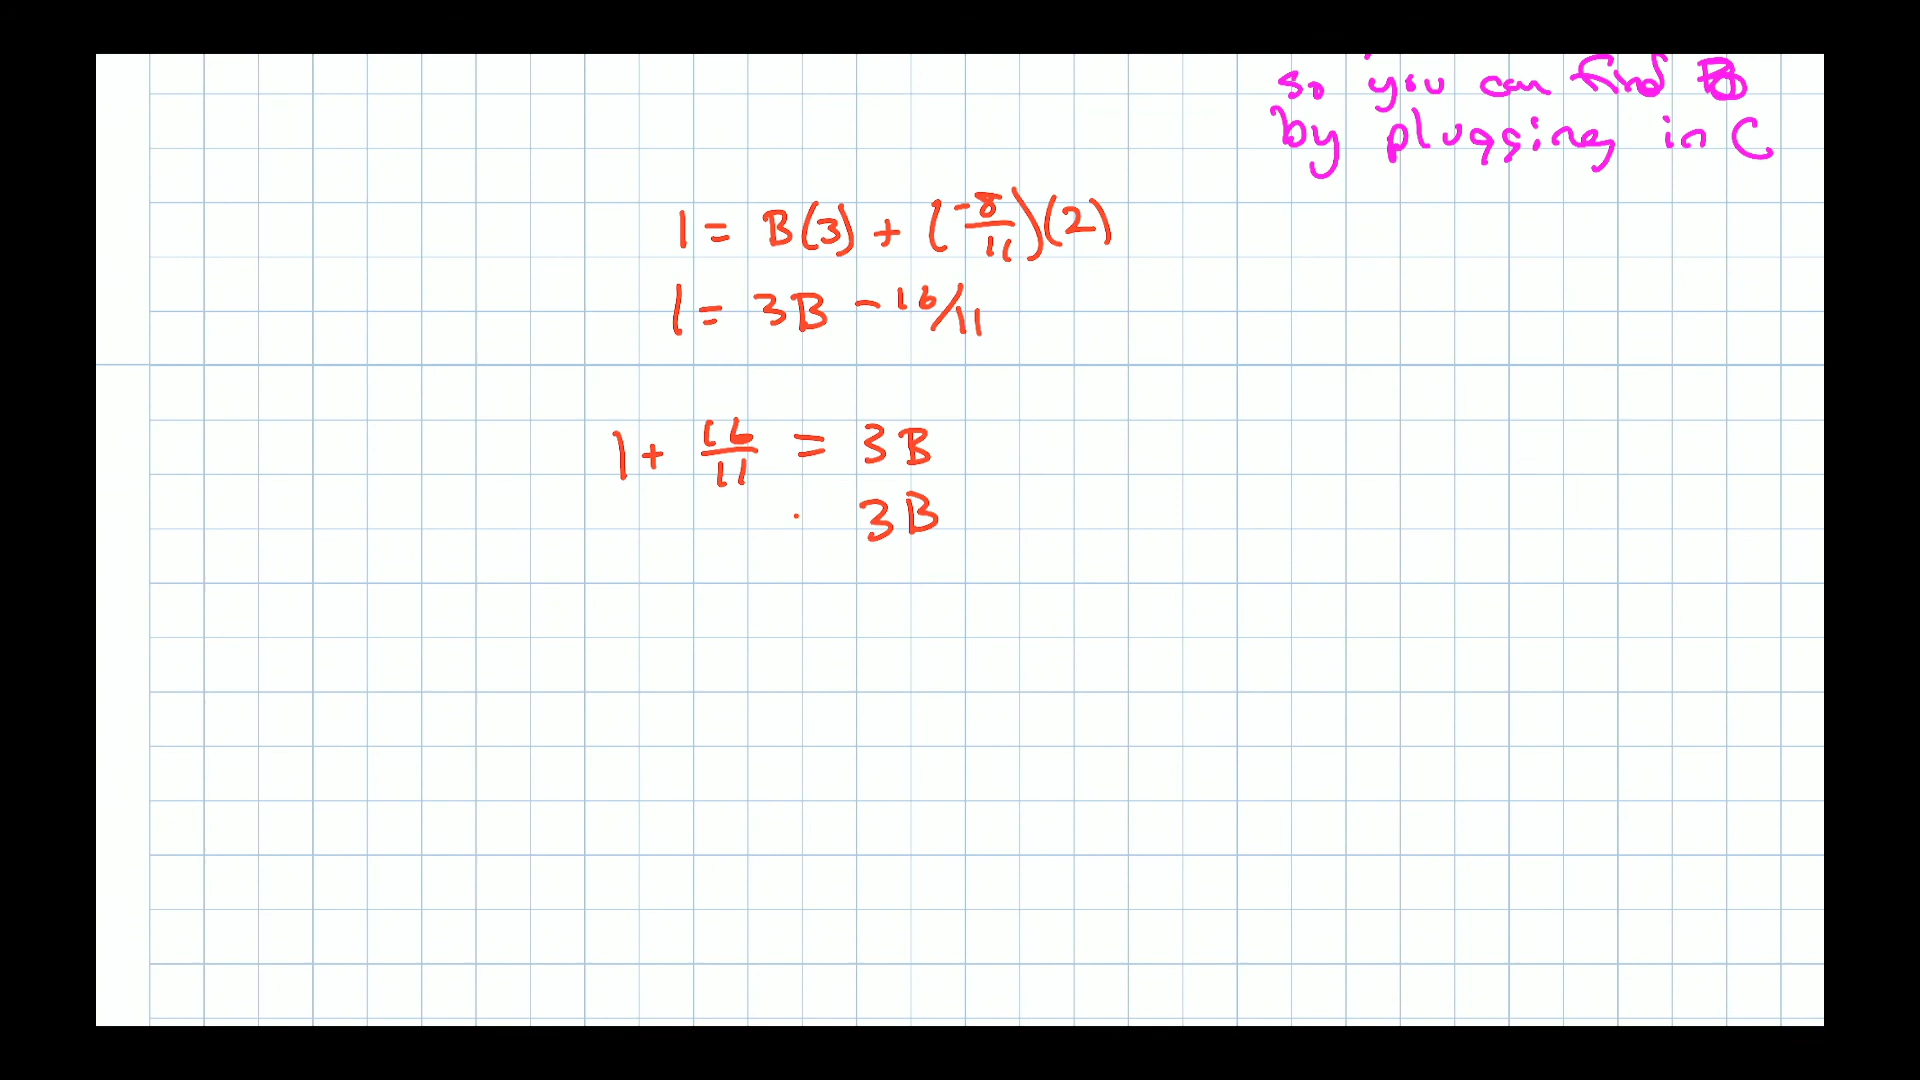 so you can find B
by plugging in C
1 = B(3) + (-8/11)(2)
1 = 3B - 16/11
1 + 16/11 = 3B
3B